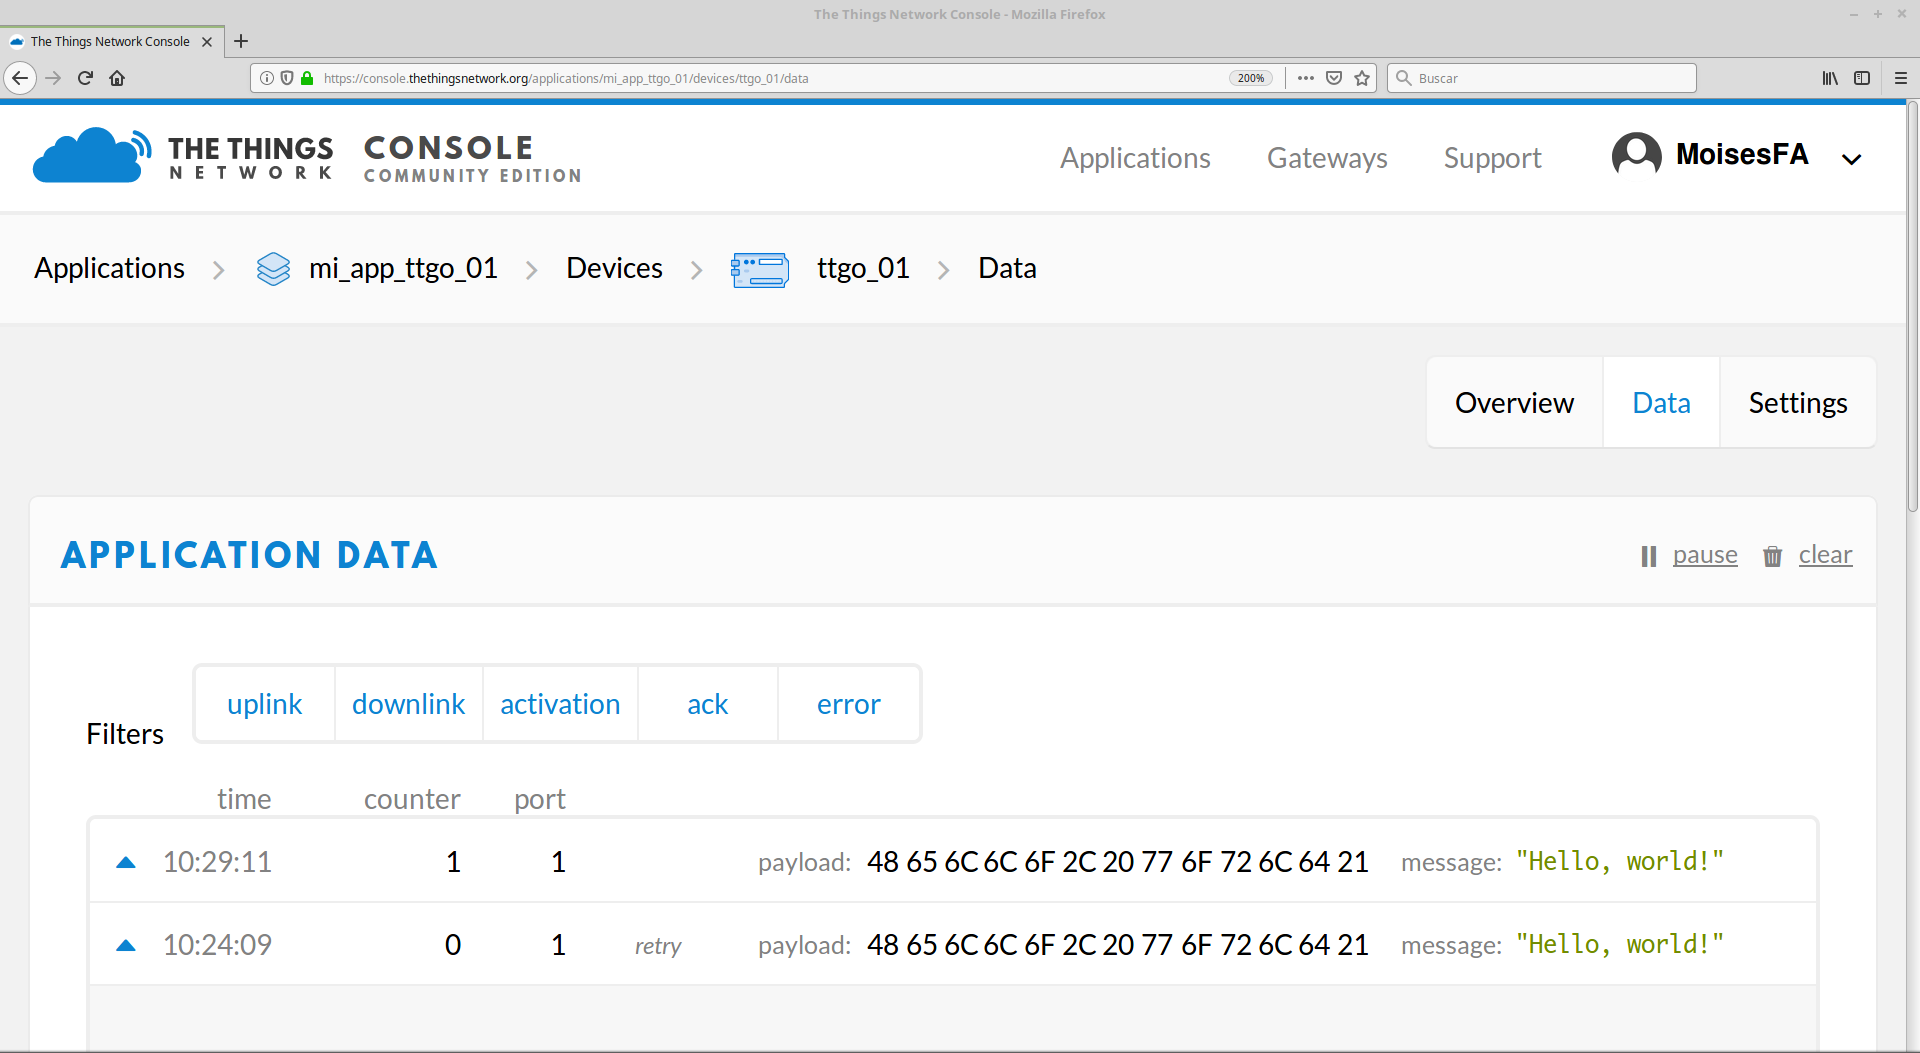 The Things Network Console - Mozilla Firefox
The Things Network Console
https://console.thethingsnetwork.org/applications/mi_app_ttgo_01/devices/ttgo_01/data
200%
Buscar
THE THINGS NETWORK
CONSOLE
COMMUNITY EDITION
Applications
Gateways
Support
MoisesFA
Applications
mi_app_ttgo_01
Devices
ttgo_01
Data
Overview
Data
Settings
APPLICATION DATA
pause
clear
Filters
uplink
downlink
activation
ack
error
time counter port
10:29:11 1 1 payload: 48 65 6C 6C 6F 2C 20 77 6F 72 6C 64 21 message: "Hello, world!"
10:24:09 0 1 retry payload: 48 65 6C 6C 6F 2C 20 77 6F 72 6C 64 21 message: "Hello, world!"